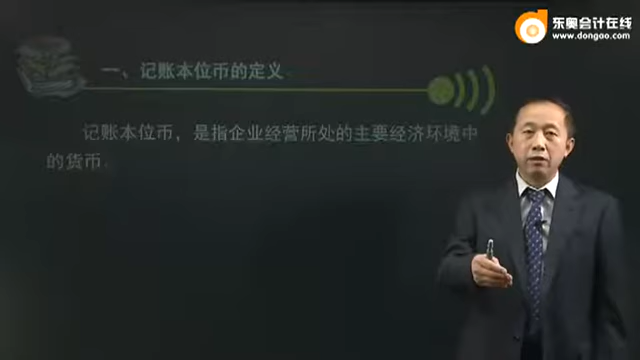 东奥会计在线
www.dongao.com
一、记账本位币的定义
记账本位币，是指企业经营所处的主要经济环境中
的货币.